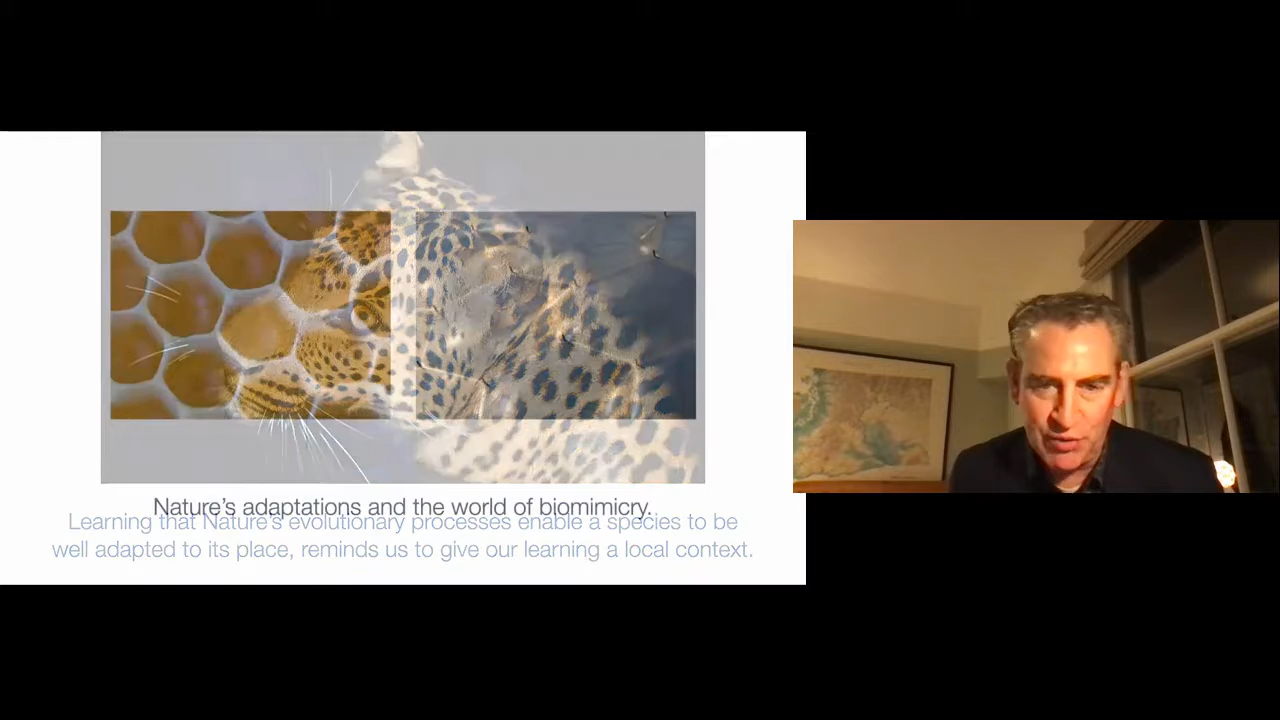 Nature's adaptations and the world of biomimicry.
Learning that Nature's evolutionary processes enable a species to be
well adapted to its place, reminds us to give our learning a local context.